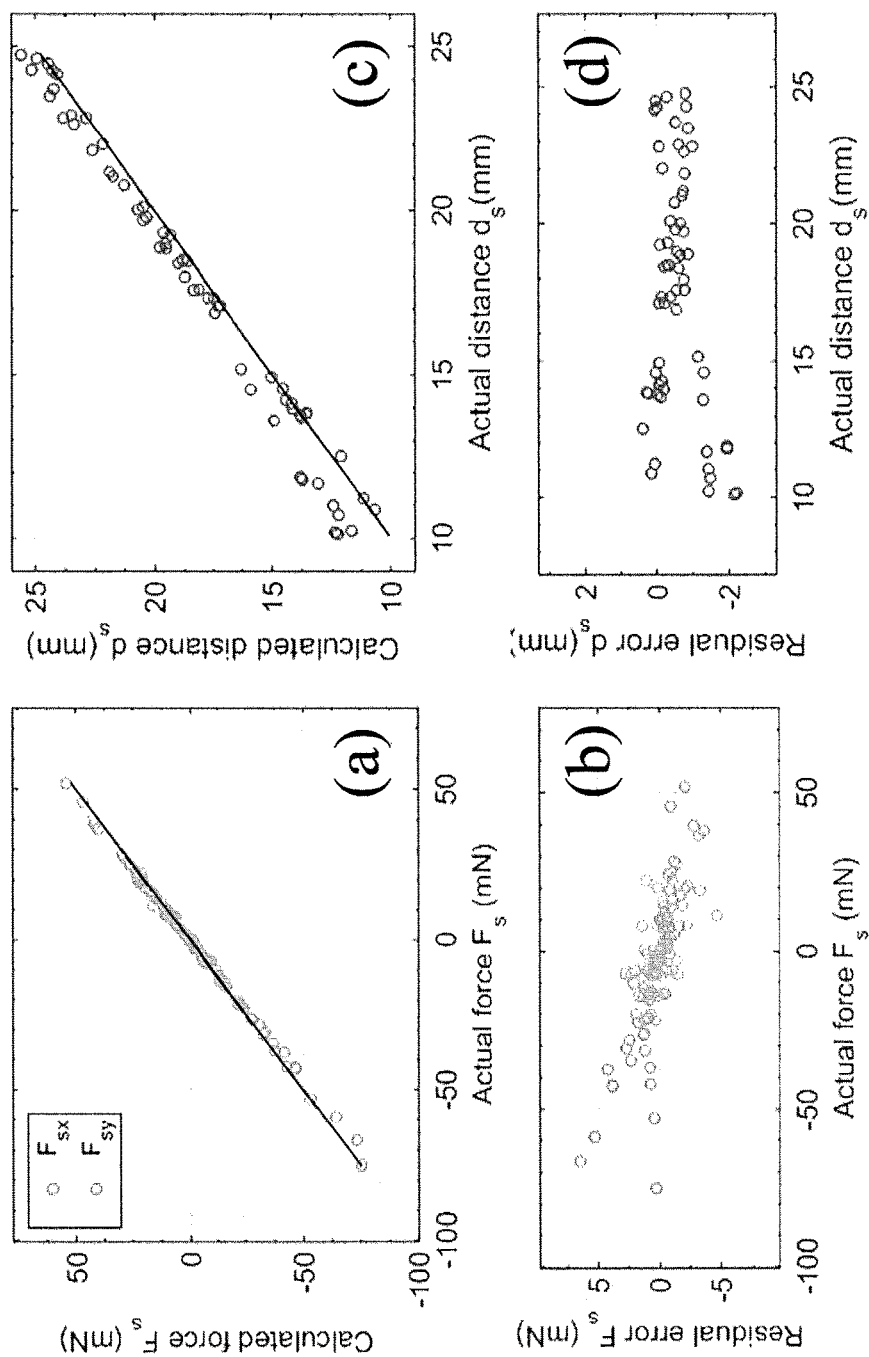 Calculated force F_s (mN)
50
0
-50
-100
F_sx
F_sy
(a)
-100
-50
0
50
Actual force F_s (mN)
Residual error F_s (mN)
5
0
-5
(b)
-100
-50
0
50
Actual force F_s (mN)
Calculated distance d_s (mm)
25
20
15
10
(c)
10
15
20
25
Actual distance d_s (mm)
Residual error d_s (mm)
2
0
-2
(d)
10
15
20
25
Actual distance d_s (mm)